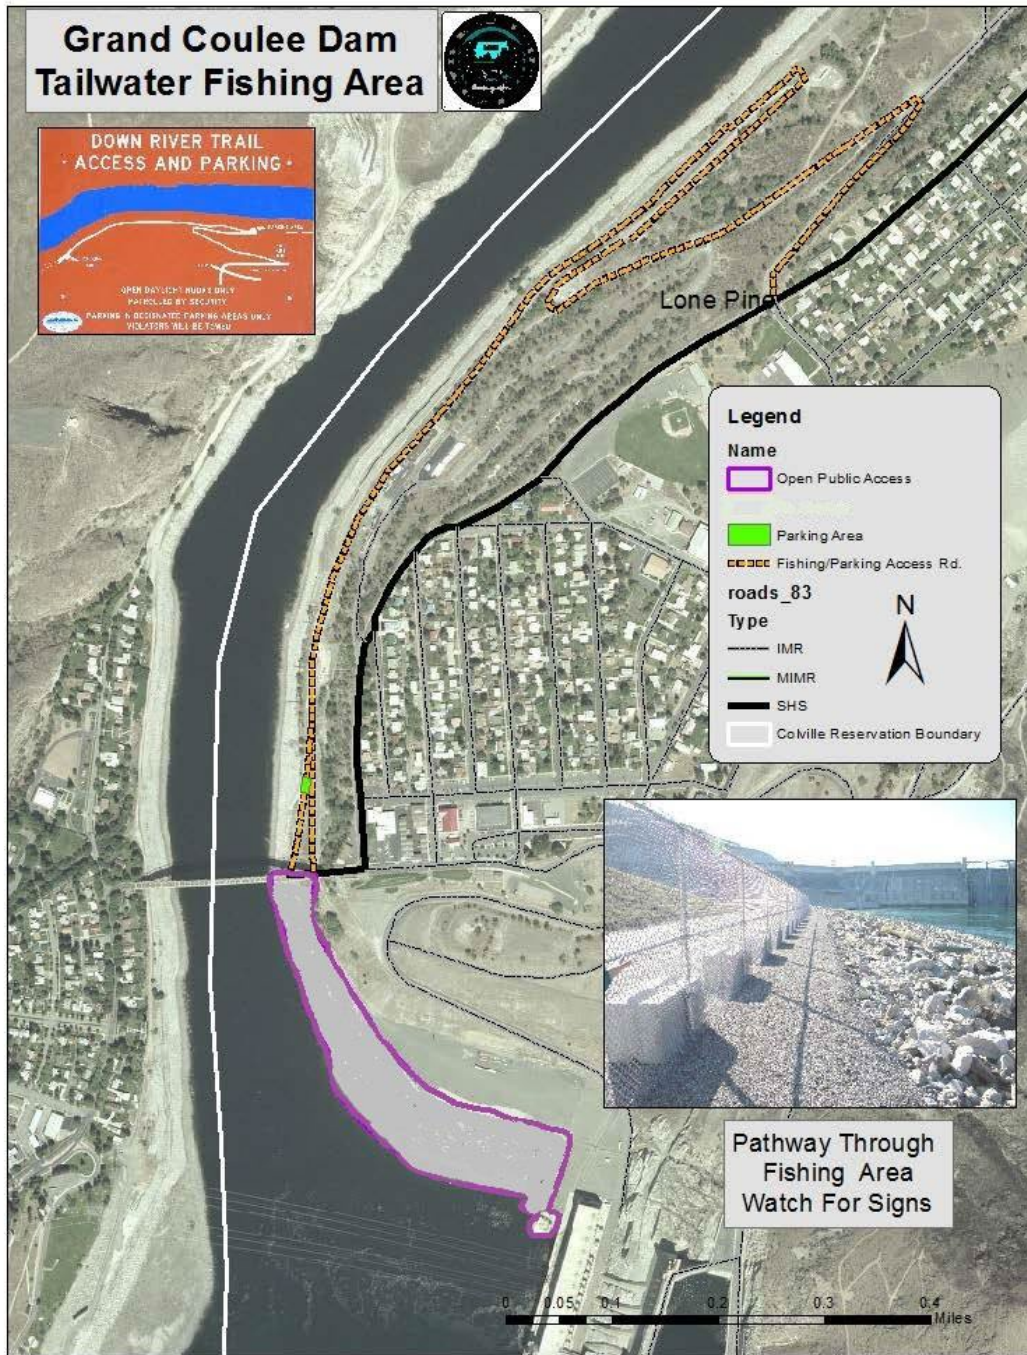 Grand Coulee Dam
Tailwater Fishing Area
DOWN RIVER TRAIL
· ACCESS AND PARKING ·
OPEN DAYLIGHT HOURS ONLY
PATROLLED BY SECURITY
PARKING IN DESIGNATED PARKING AREAS ONLY
VIOLATORS WILL BE TOWED
Lone Pine
Legend
Name
Open Public Access
Parking Area
Fishing/Parking Access Rd.
roads_83
Type
N
IMR
MIMR
SHS
Colville Reservation Boundary
Pathway Through
Fishing Area
Watch For Signs
0 0.05 0.1 0.2 0.3 0.4
Miles